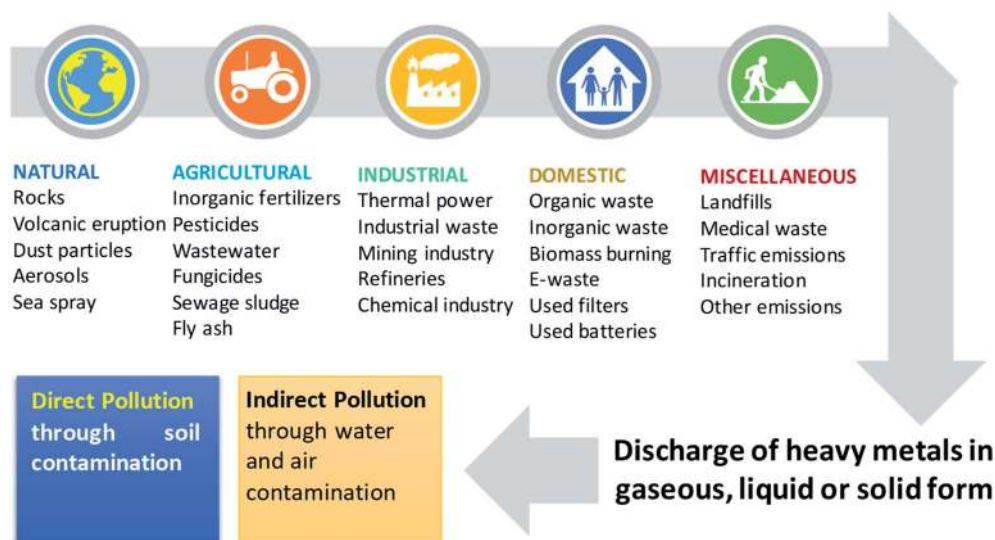 NATURAL
Rocks
Volcanic eruption
Dust particles
Aerosols
Sea spray
AGRICULTURAL
Inorganic fertilizers
Pesticides
Wastewater
Fungicides
Sewage sludge
Fly ash
INDUSTRIAL
Thermal power
Industrial waste
Mining industry
Refineries
Chemical industry
DOMESTIC
Organic waste
Inorganic waste
Biomass burning
E-waste
Used filters
Used batteries
MISCELLANEOUS
Landfills
Medical waste
Traffic emissions
Incineration
Other emissions
Direct Pollution
through soil
contamination
Indirect Pollution
through water
and air
contamination
Discharge of heavy metals in
gaseous, liquid or solid form